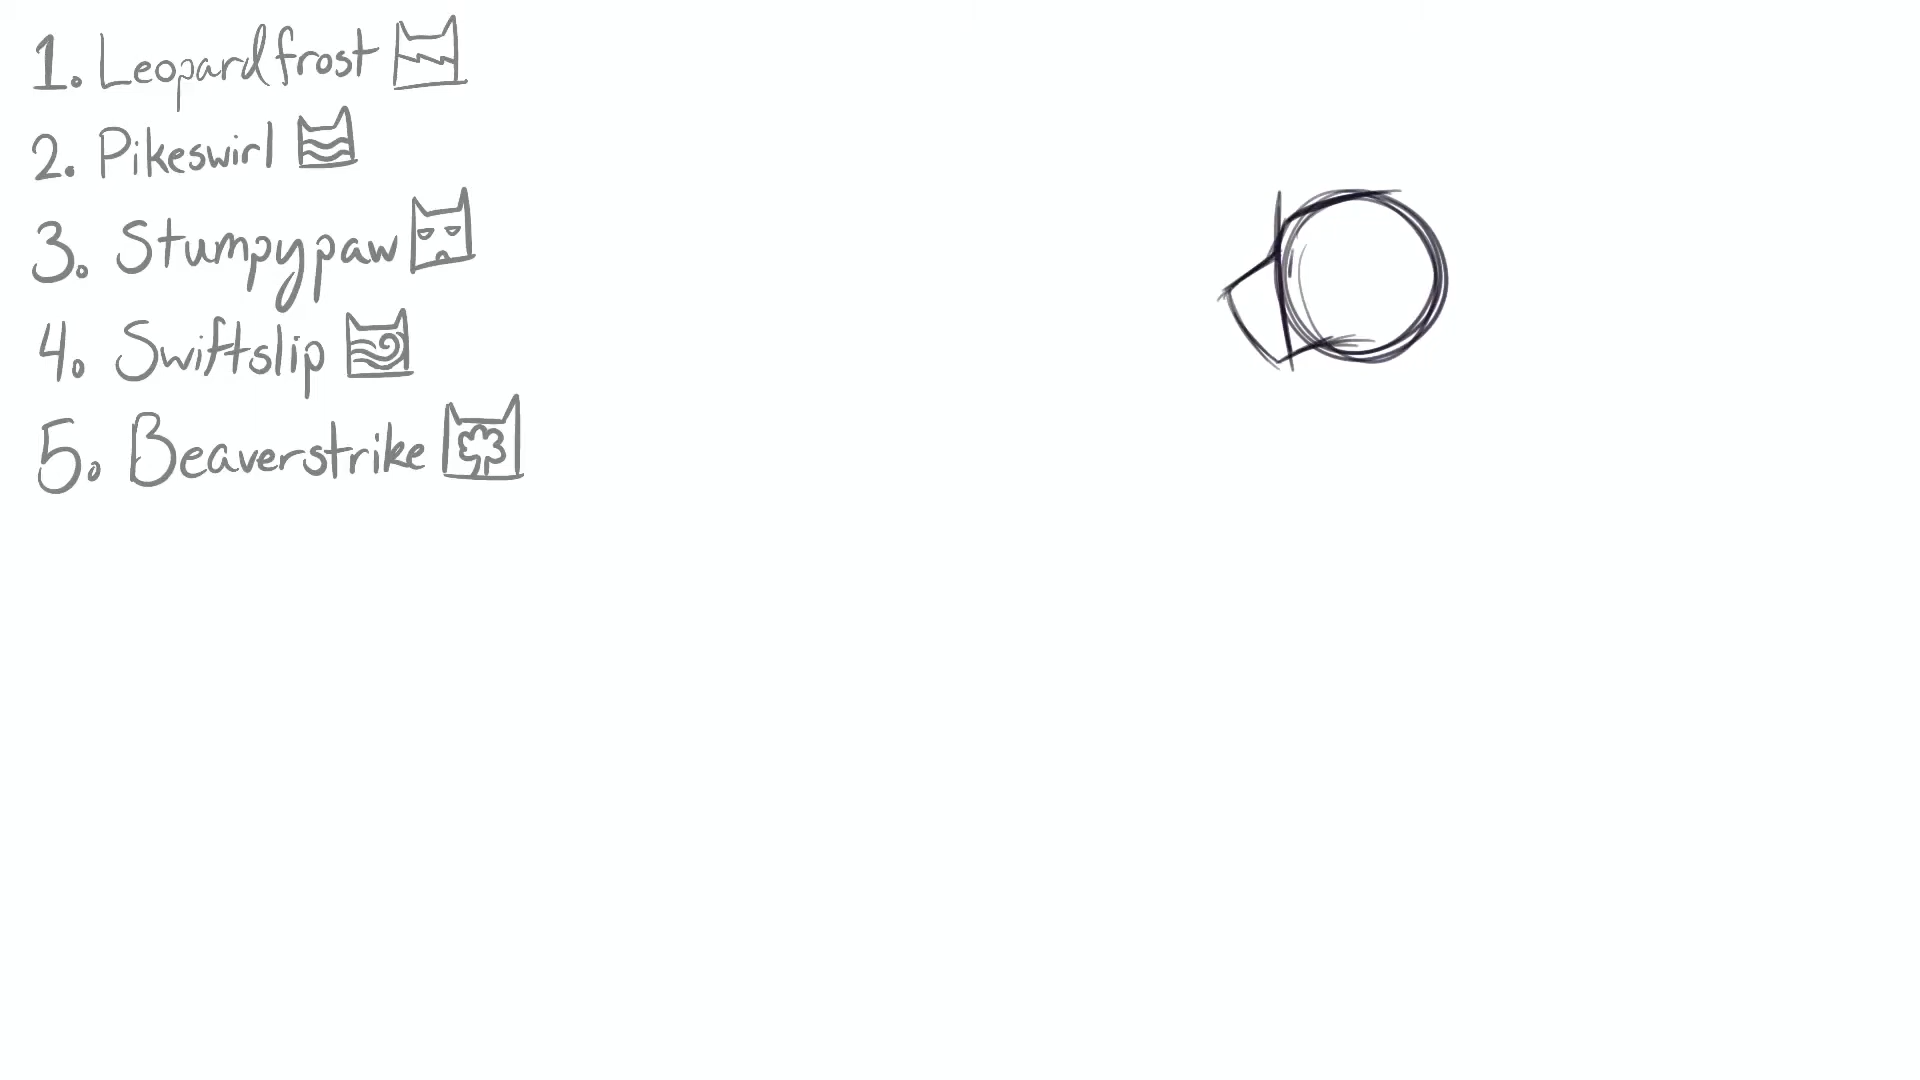 1. Leopardfrost
2. Pikeswirl
3. Stumpypaw
4. Swiftslip
5. Beaverstrike